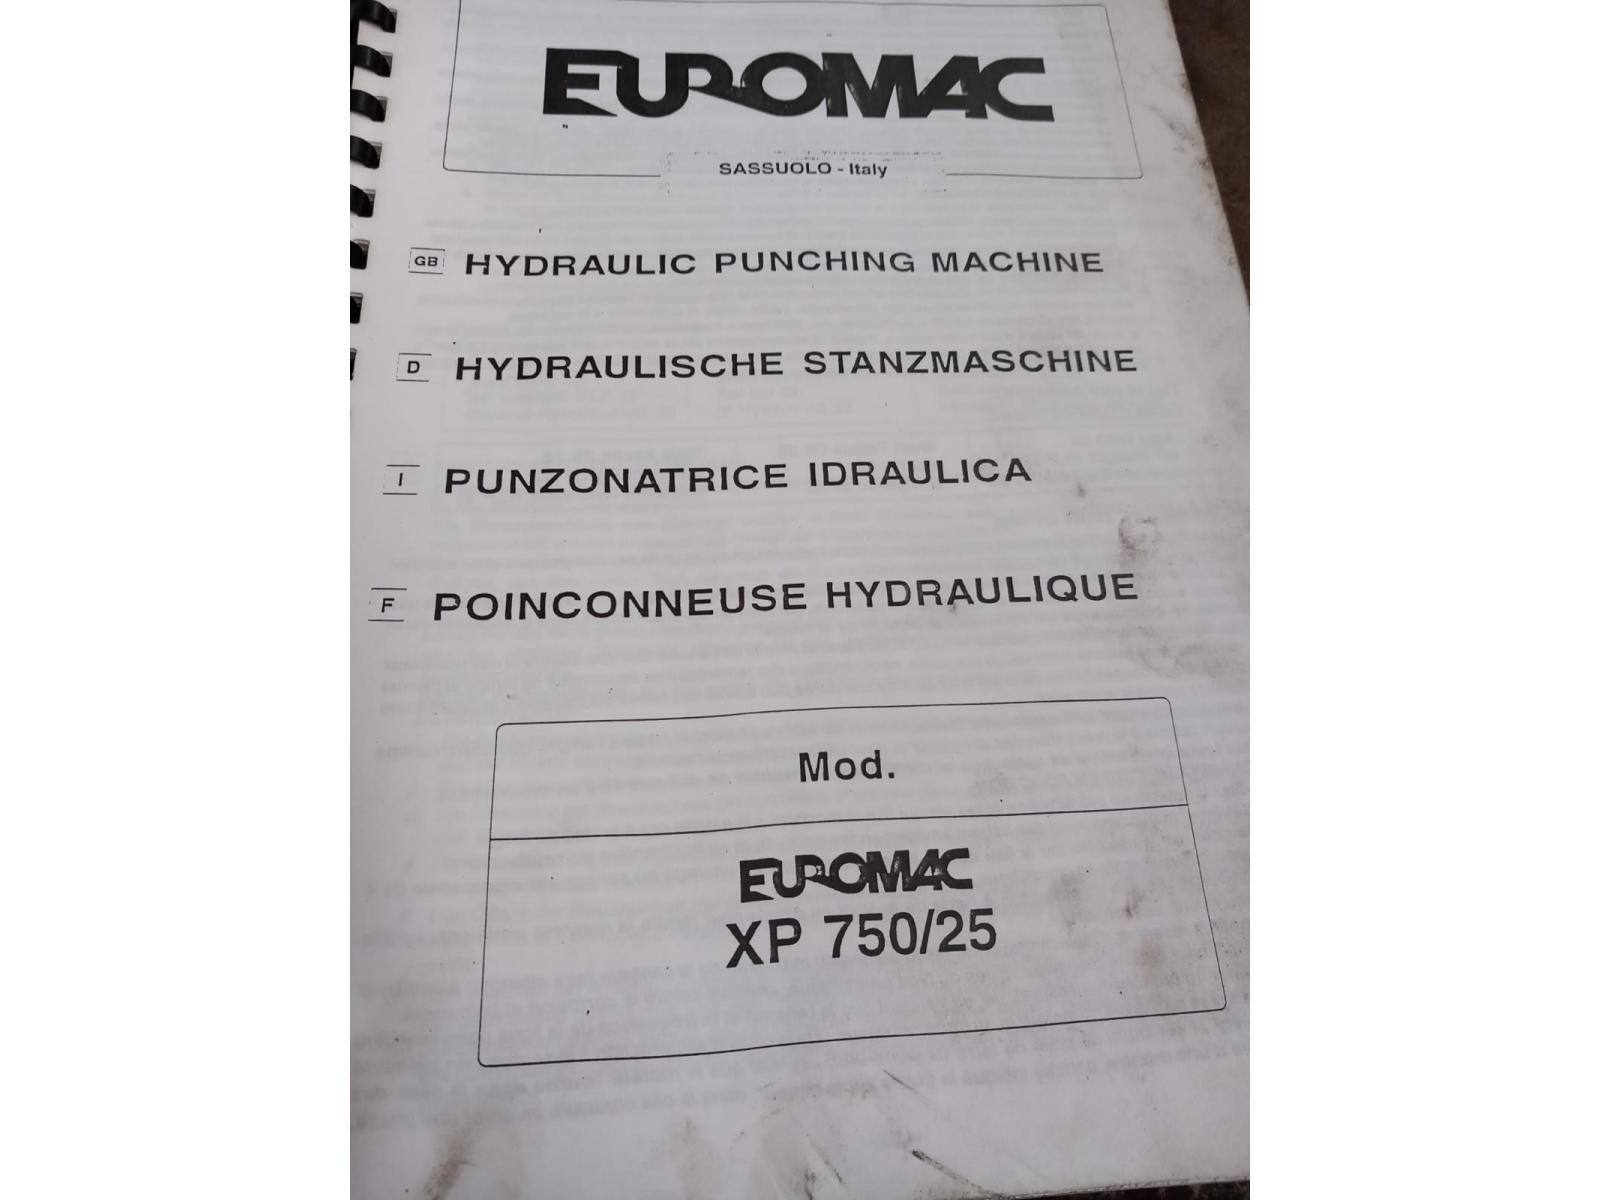 EUROMAC
SASSUOLO - Italy
GB HYDRAULIC PUNCHING MACHINE
D HYDRAULISCHE STANZMASCHINE
I PUNZONATRICE IDRAULICA
F POINCONNEUSE HYDRAULIQUE
Mod.
EUROMAC
XP 750/25